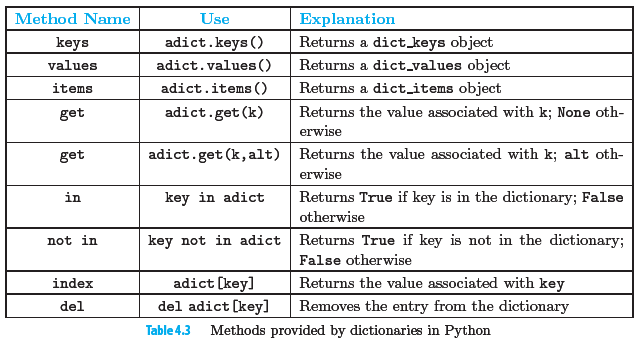 Method Name Use Explanation
keys adict.keys() Returns a dict_keys object
values adict.values() Returns a dict_values object
items adict.items() Returns a dict_items object
get adict.get(k) Returns the value associated with k; None oth-
erwise
get adict.get(k,alt) Returns the value associated with k; alt oth-
erwise
in key in adict Returns True if key is in the dictionary; False
otherwise
not in key not in adict Returns True if key is not in the dictionary;
False otherwise
index adict[key] Returns the value associated with key
del del adict[key] Removes the entry from the dictionary
Table 4.3 Methods provided by dictionaries in Python